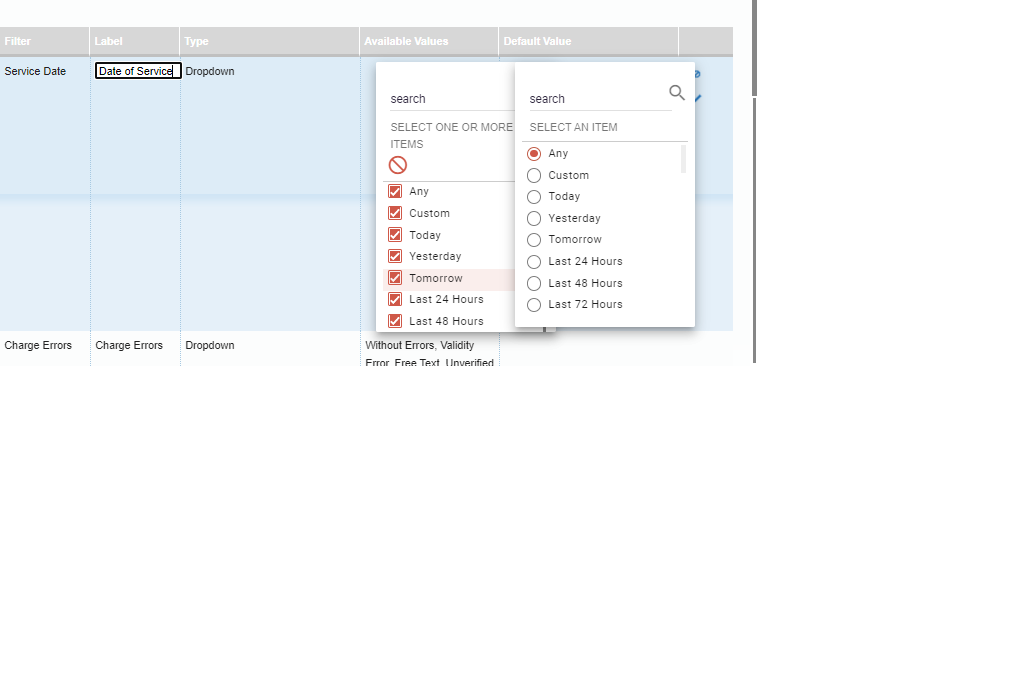 Filter Label Type Available Values Default Value
Service Date Date of Service Dropdown
search
SELECT ONE OR MORE
ITEMS
Any
Custom
Today
Yesterday
Tomorrow
Last 24 Hours
Last 48 Hours
search
SELECT AN ITEM
Any
Custom
Today
Yesterday
Tomorrow
Last 24 Hours
Last 48 Hours
Last 72 Hours
Charge Errors Charge Errors Dropdown Without Errors, Validity
Error, Free Text, Unverified